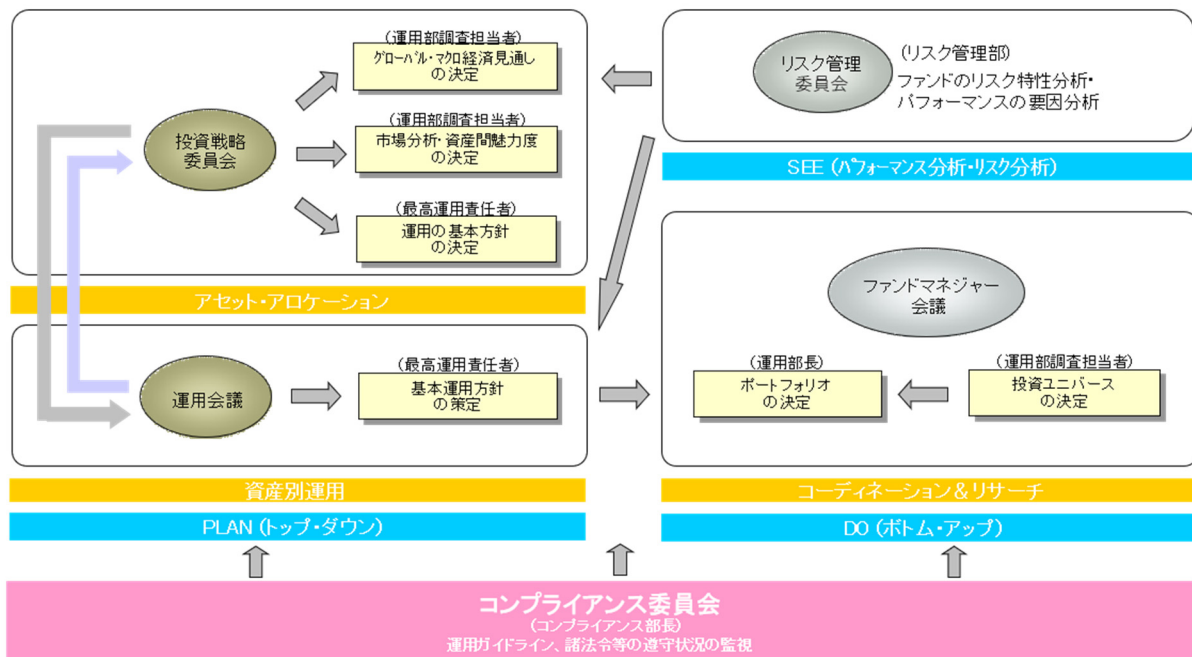 (運用部調査担当者)
グローバル・マクロ経済見通し
の決定
投資戦略
委員会
(運用部調査担当者)
市場分析・資産間魅力度
の決定
(最高運用責任者)
運用の基本方針
の決定
アセット・アロケーション
リスク管理
委員会
(リスク管理部)
ファンドのリスク特性分析・
パフォーマンスの要因分析
SEE (パフォーマンス分析・リスク分析)
運用会議
(最高運用責任者)
基本運用方針
の策定
資産別運用
PLAN (トップ・ダウン)
ファンドマネジャー
会議
(運用部長)
ポートフォリオ
の決定
(運用部調査担当者)
投資ユニバース
の決定
コーディネーション&リサーチ
DO (ボトム・アップ)
コンプライアンス委員会
(コンプライアンス部長)
運用ガイドライン、諸法令等の遵守状況の監視